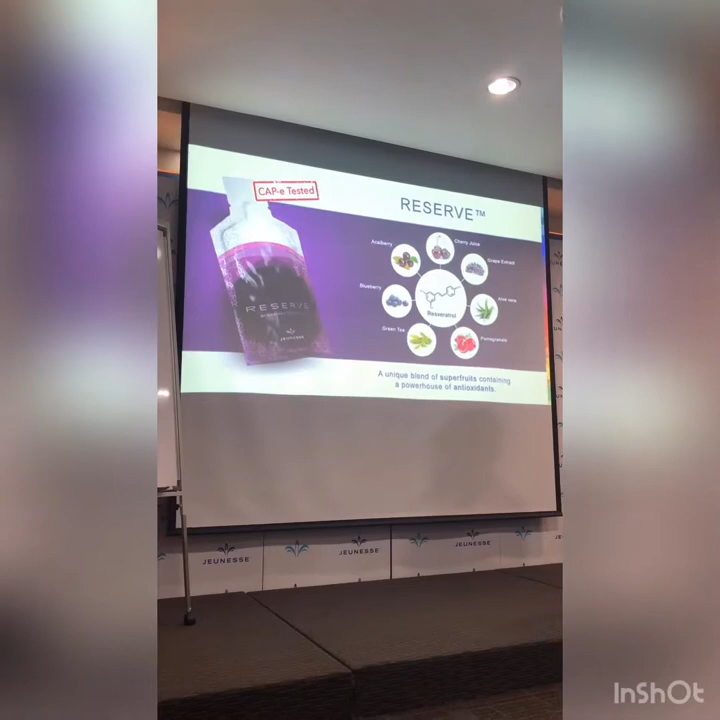 CAP-e Tested
RESERVE™
Acaiberry
Cherry Juice
Grape Extract
Blueberry
Resveratrol
Aloe vera
Green Tea
Pomegranate
RESERVE
JEUNESSE
A unique blend of superfruits containing
a powerhouse of antioxidants.
JEUNESSE
JEUNESSE
JEUNESSE
InShOt